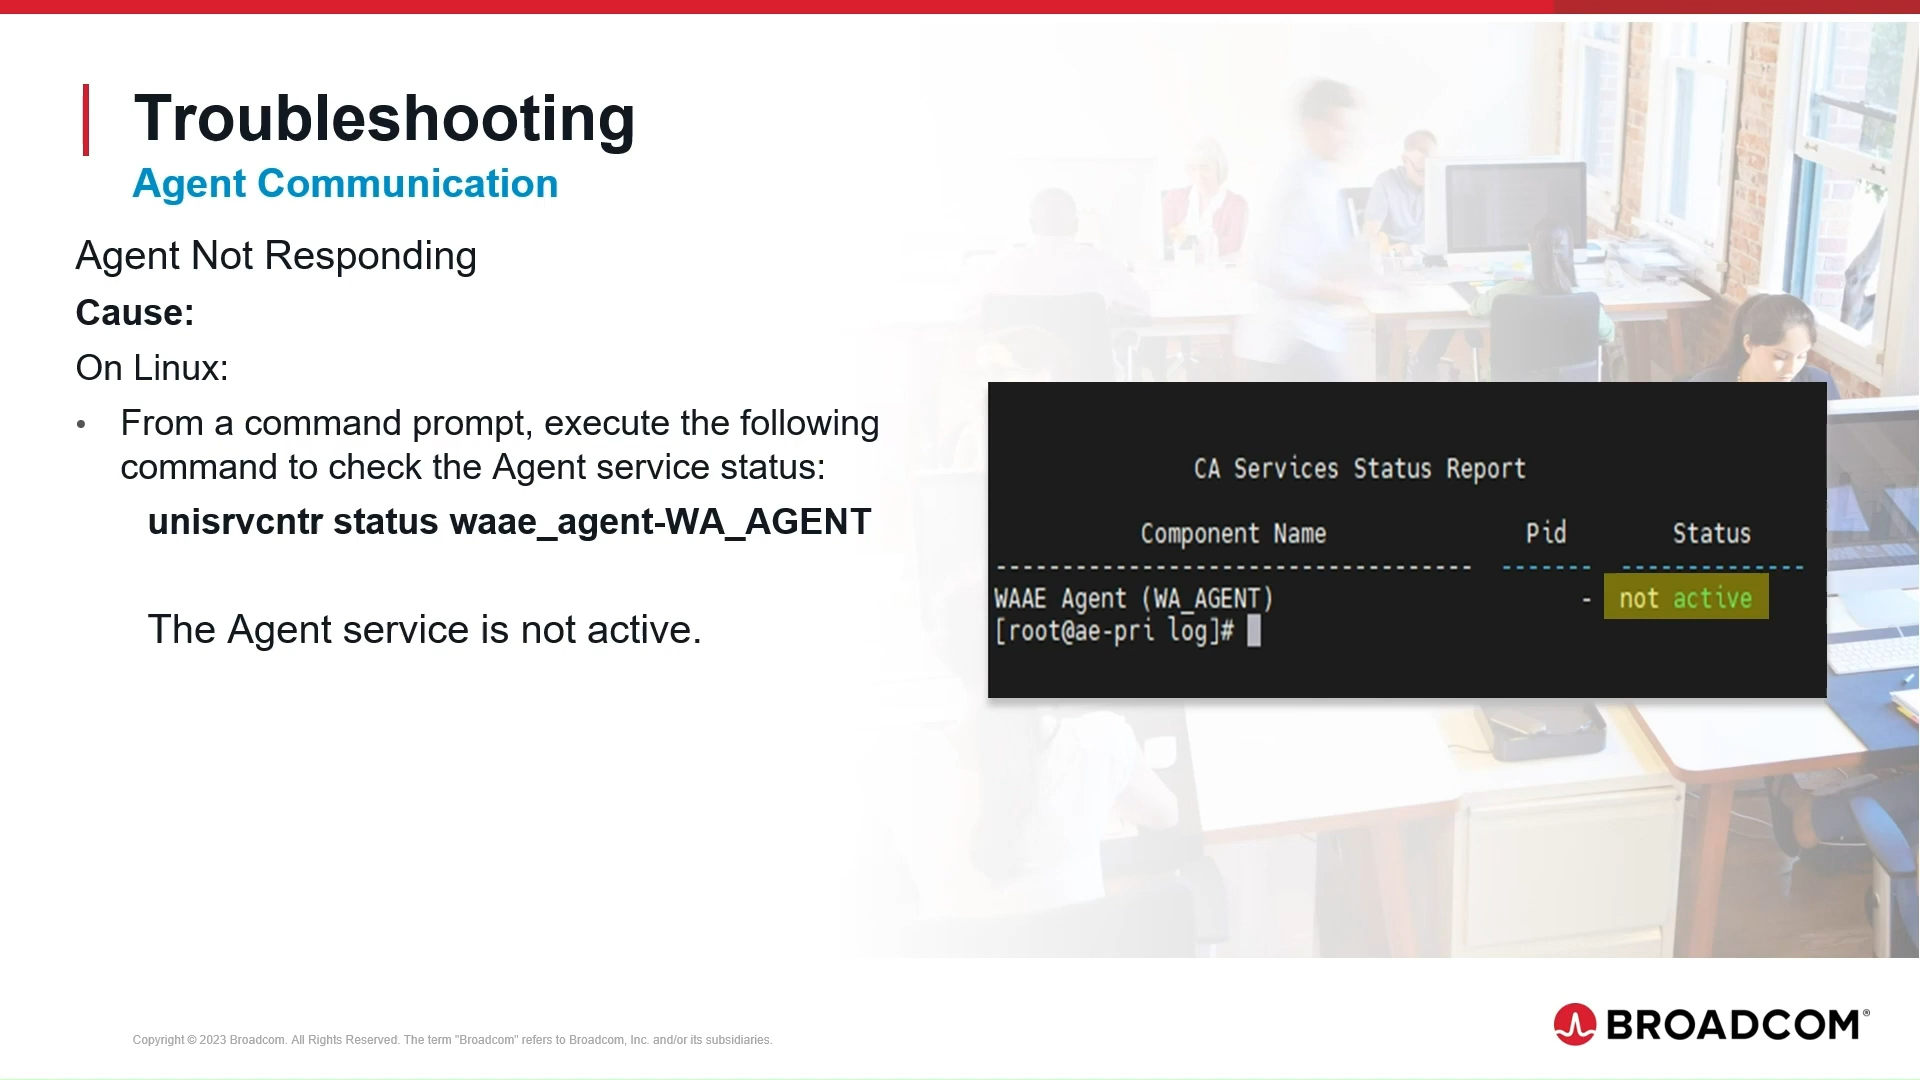 Troubleshooting
Agent Communication
Agent Not Responding
Cause:
On Linux:
• From a command prompt, execute the following
command to check the Agent service status:
unisrvcntr status waae_agent-WA_AGENT
The Agent service is not active.
CA Services Status Report
Component Name Pid Status
------------------------------------ ------- --------------
WAAE Agent (WA_AGENT) - not active
[root@ae-pri log]#
Copyright © 2023 Broadcom. All Rights Reserved. The term "Broadcom" refers to Broadcom, Inc. and/or its subsidiaries.
BROADCOM®